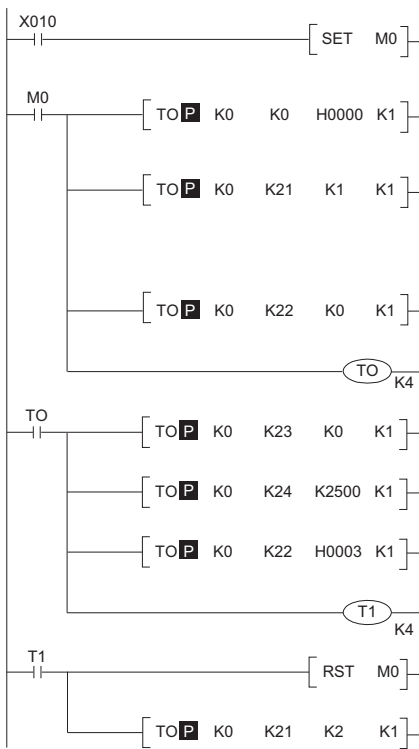 X010
SET M0
M0
TO P K0 K0 H0000 K1
TO P K0 K21 K1 K1
TO P K0 K22 K0 K1
TO
K4
TO
TO P K0 K23 K0 K1
TO P K0 K24 K2500 K1
TO P K0 K22 H0003 K1
T1
K4
T1
RST M0
TO P K0 K21 K2 K1